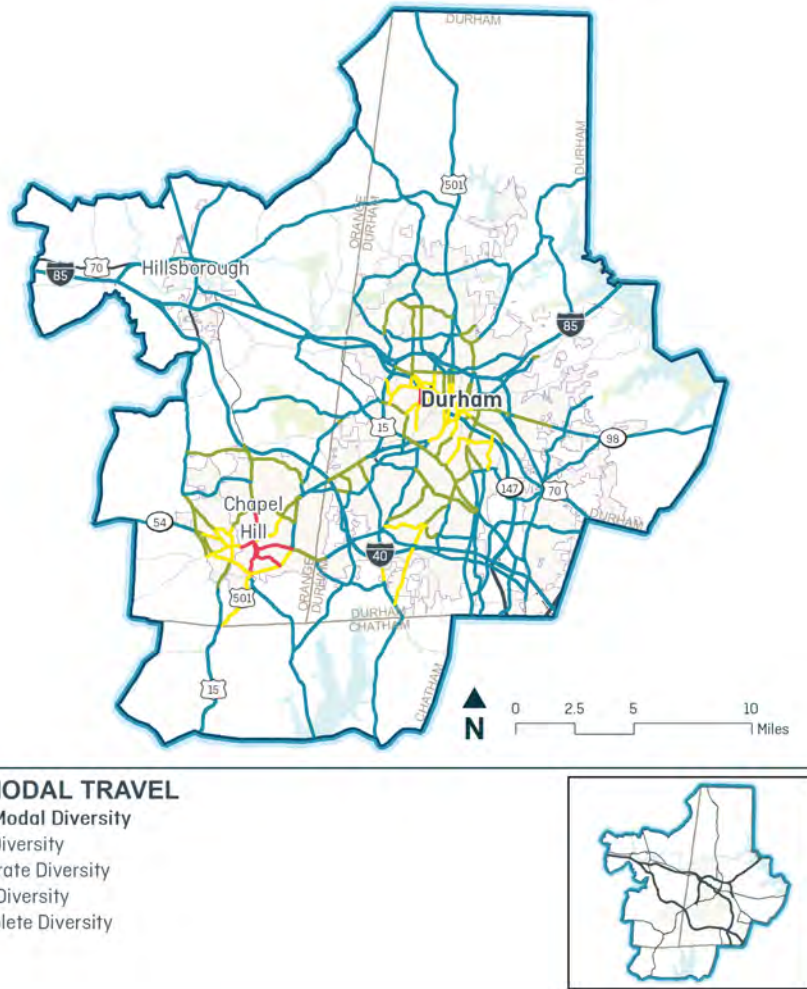 DURHAM
DURHAM
501
ORANGE
DURHAM
85
70
Hillsborough
85
Durham
15
98
147
70
Chapel
Hill
54
DURHAM
40
501
ORANGE
DURHAM
DURHAM
CHATHAM
15
CHATHAM
N
0 2.5 5 10
Miles
MODAL TRAVEL
Modal Diversity
Diversity
rate Diversity
Diversity
lete Diversity